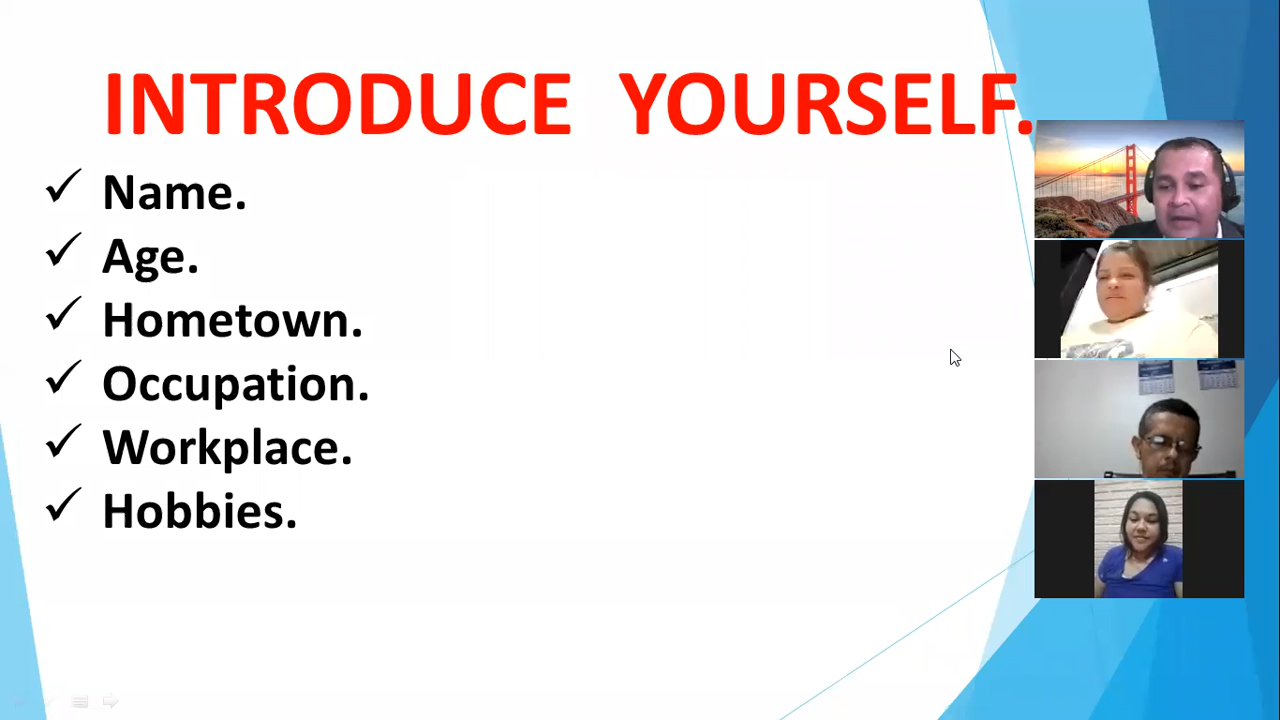 INTRODUCE YOURSELF.
✓ Name.
✓ Age.
✓ Hometown.
✓ Occupation.
✓ Workplace.
✓ Hobbies.